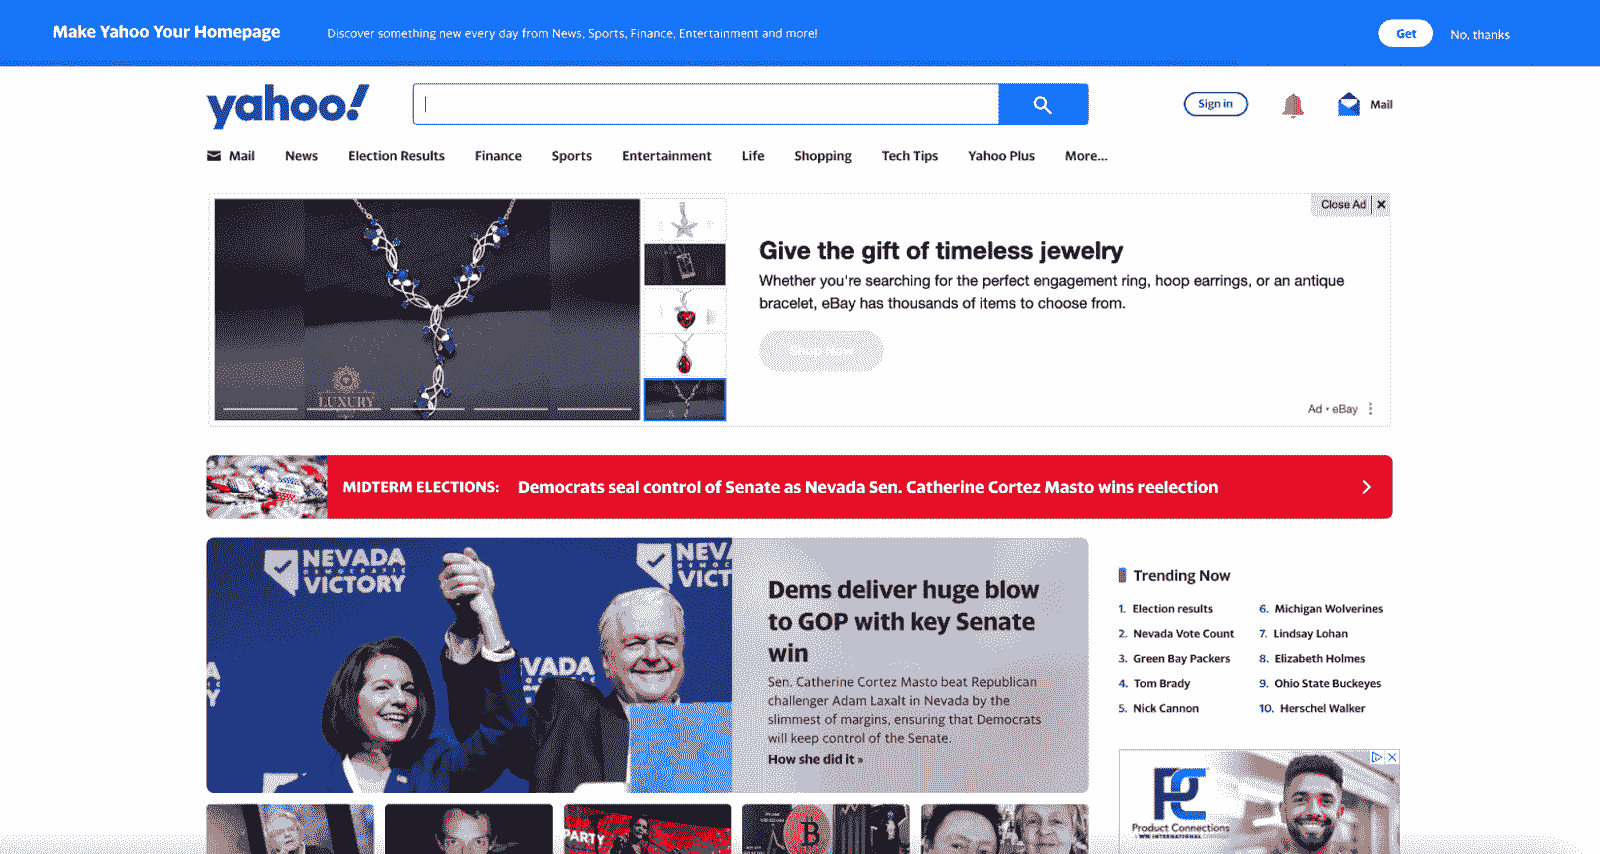 Make Yahoo Your Homepage
Discover something new every day from News, Sports, Finance, Entertainment and more!
Get
No, thanks
yahoo!
Sign in
Mail
Mail
News
Election Results
Finance
Sports
Entertainment
Life
Shopping
Tech Tips
Yahoo Plus
More...
Close Ad
Give the gift of timeless jewelry
Whether you're searching for the perfect engagement ring, hoop earrings, or an antique
bracelet, eBay has thousands of items to choose from.
Shop Now
LUXURY
Ad • eBay
MIDTERM ELECTIONS: Democrats seal control of Senate as Nevada Sen. Catherine Cortez Masto wins reelection
NEVADA
DEMOCRATIC
VICTORY
NEV
VICT
VADA
Dems deliver huge blow
to GOP with key Senate
win
Sen. Catherine Cortez Masto beat Republican
challenger Adam Laxalt in Nevada by the
slimmest of margins, ensuring that Democrats
will keep control of the Senate.
How she did it »
Trending Now
1. Election results
2. Nevada Vote Count
3. Green Bay Packers
4. Tom Brady
5. Nick Cannon
6. Michigan Wolverines
7. Lindsay Lohan
8. Elizabeth Holmes
9. Ohio State Buckeyes
10. Herschel Walker
PARTY
PC
Product Connections